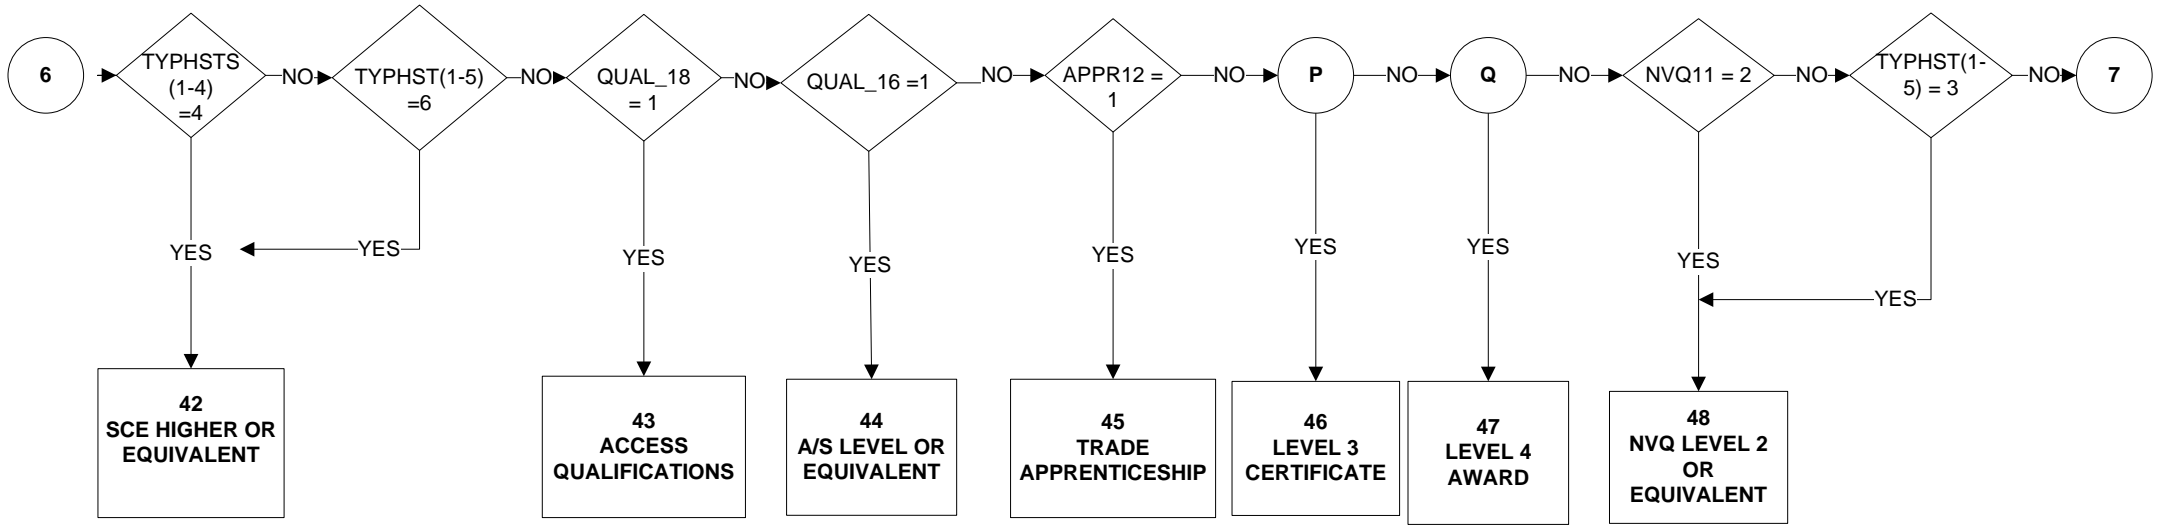 6
TYPHSTS
(1-4)
=4
NO
TYPHST(1-5)
=6
NO
QUAL_18
= 1
NO
QUAL_16 =1
NO
APPR12 =
1
NO
P
NO
Q
NO
NVQ11 = 2
NO
TYPHST(1-
5) = 3
NO
7
YES
YES
YES
YES
YES
YES
YES
YES
YES
42
SCE HIGHER OR
EQUIVALENT
43
ACCESS
QUALIFICATIONS
44
A/S LEVEL OR
EQUIVALENT
45
TRADE
APPRENTICESHIP
46
LEVEL 3
CERTIFICATE
47
LEVEL 4
AWARD
48
NVQ LEVEL 2
OR
EQUIVALENT